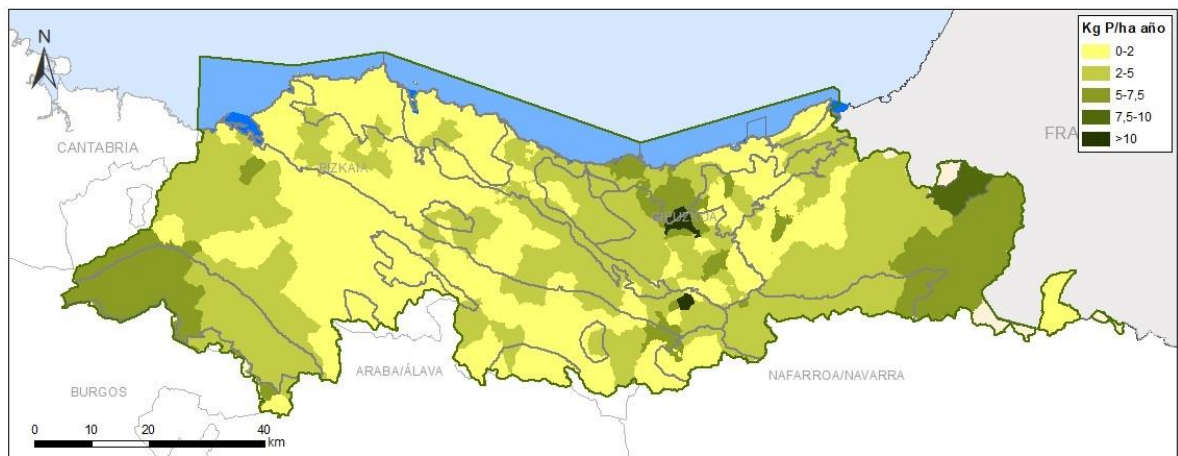 N
Kg P/ha año
0-2
2-5
5-7,5
7,5-10
>10
CANTABRIA
FRA
BIZKAIA
GIPUZKOA
ARABA/ÁLAVA
NAFARROA/NAVARRA
BURGOS
0 10 20 40
km